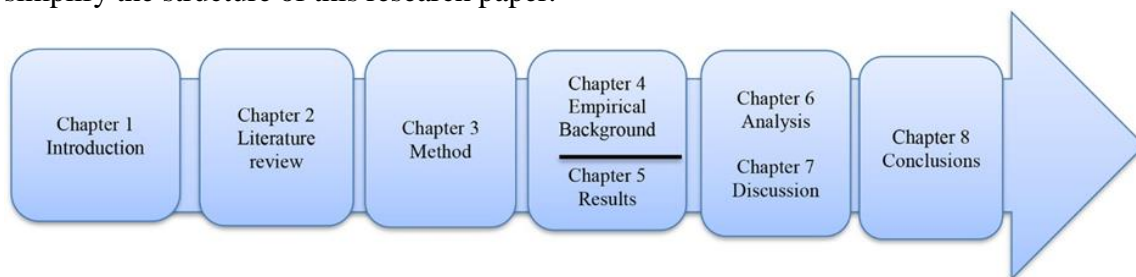 simplify the structure of this research paper.
Chapter 1
Introduction
Chapter 2
Literature
review
Chapter 3
Method
Chapter 4
Empirical
Background
Chapter 5
Results
Chapter 6
Analysis
Chapter 7
Discussion
Chapter 8
Conclusions